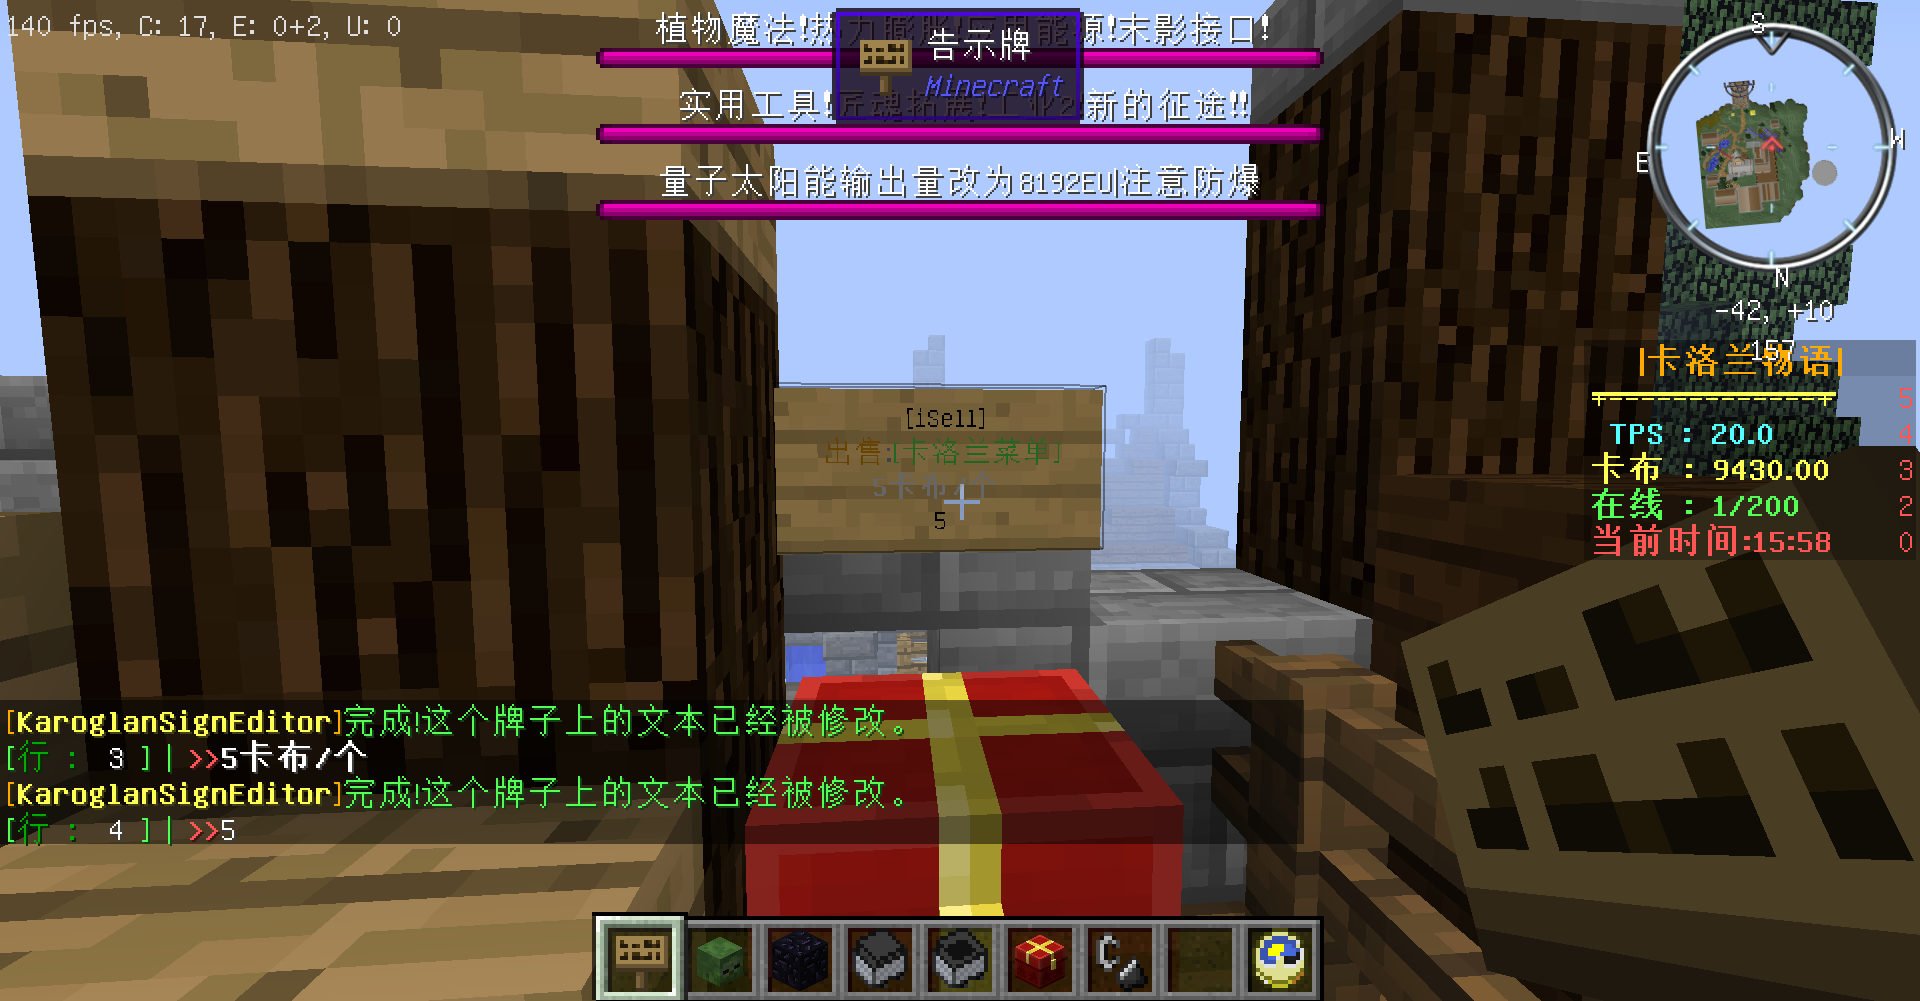 140 fps, C: 17, E: 0+2, U: 0
植物魔法!热力膨胀!应用能源!末影接口!
告示牌
Minecraft
实用工具!匠魂拓展!工业2!新的征途!!
量子太阳能输出量改为8192EU|注意防爆
S
W
E
N
-42, +10
157
|卡洛兰物语|
5
TPS : 20.0
4
卡布 : 9430.00
3
在线 : 1/200
2
当前时间:15:58
0
[iSell]
出售:[卡洛兰菜单]
5卡布/个
5
[KaroglanSignEditor]完成!这个牌子上的文本已经被修改。
[行 : 3 ]| >>5卡布/个
[KaroglanSignEditor]完成!这个牌子上的文本已经被修改。
[行 : 4 ]| >>5